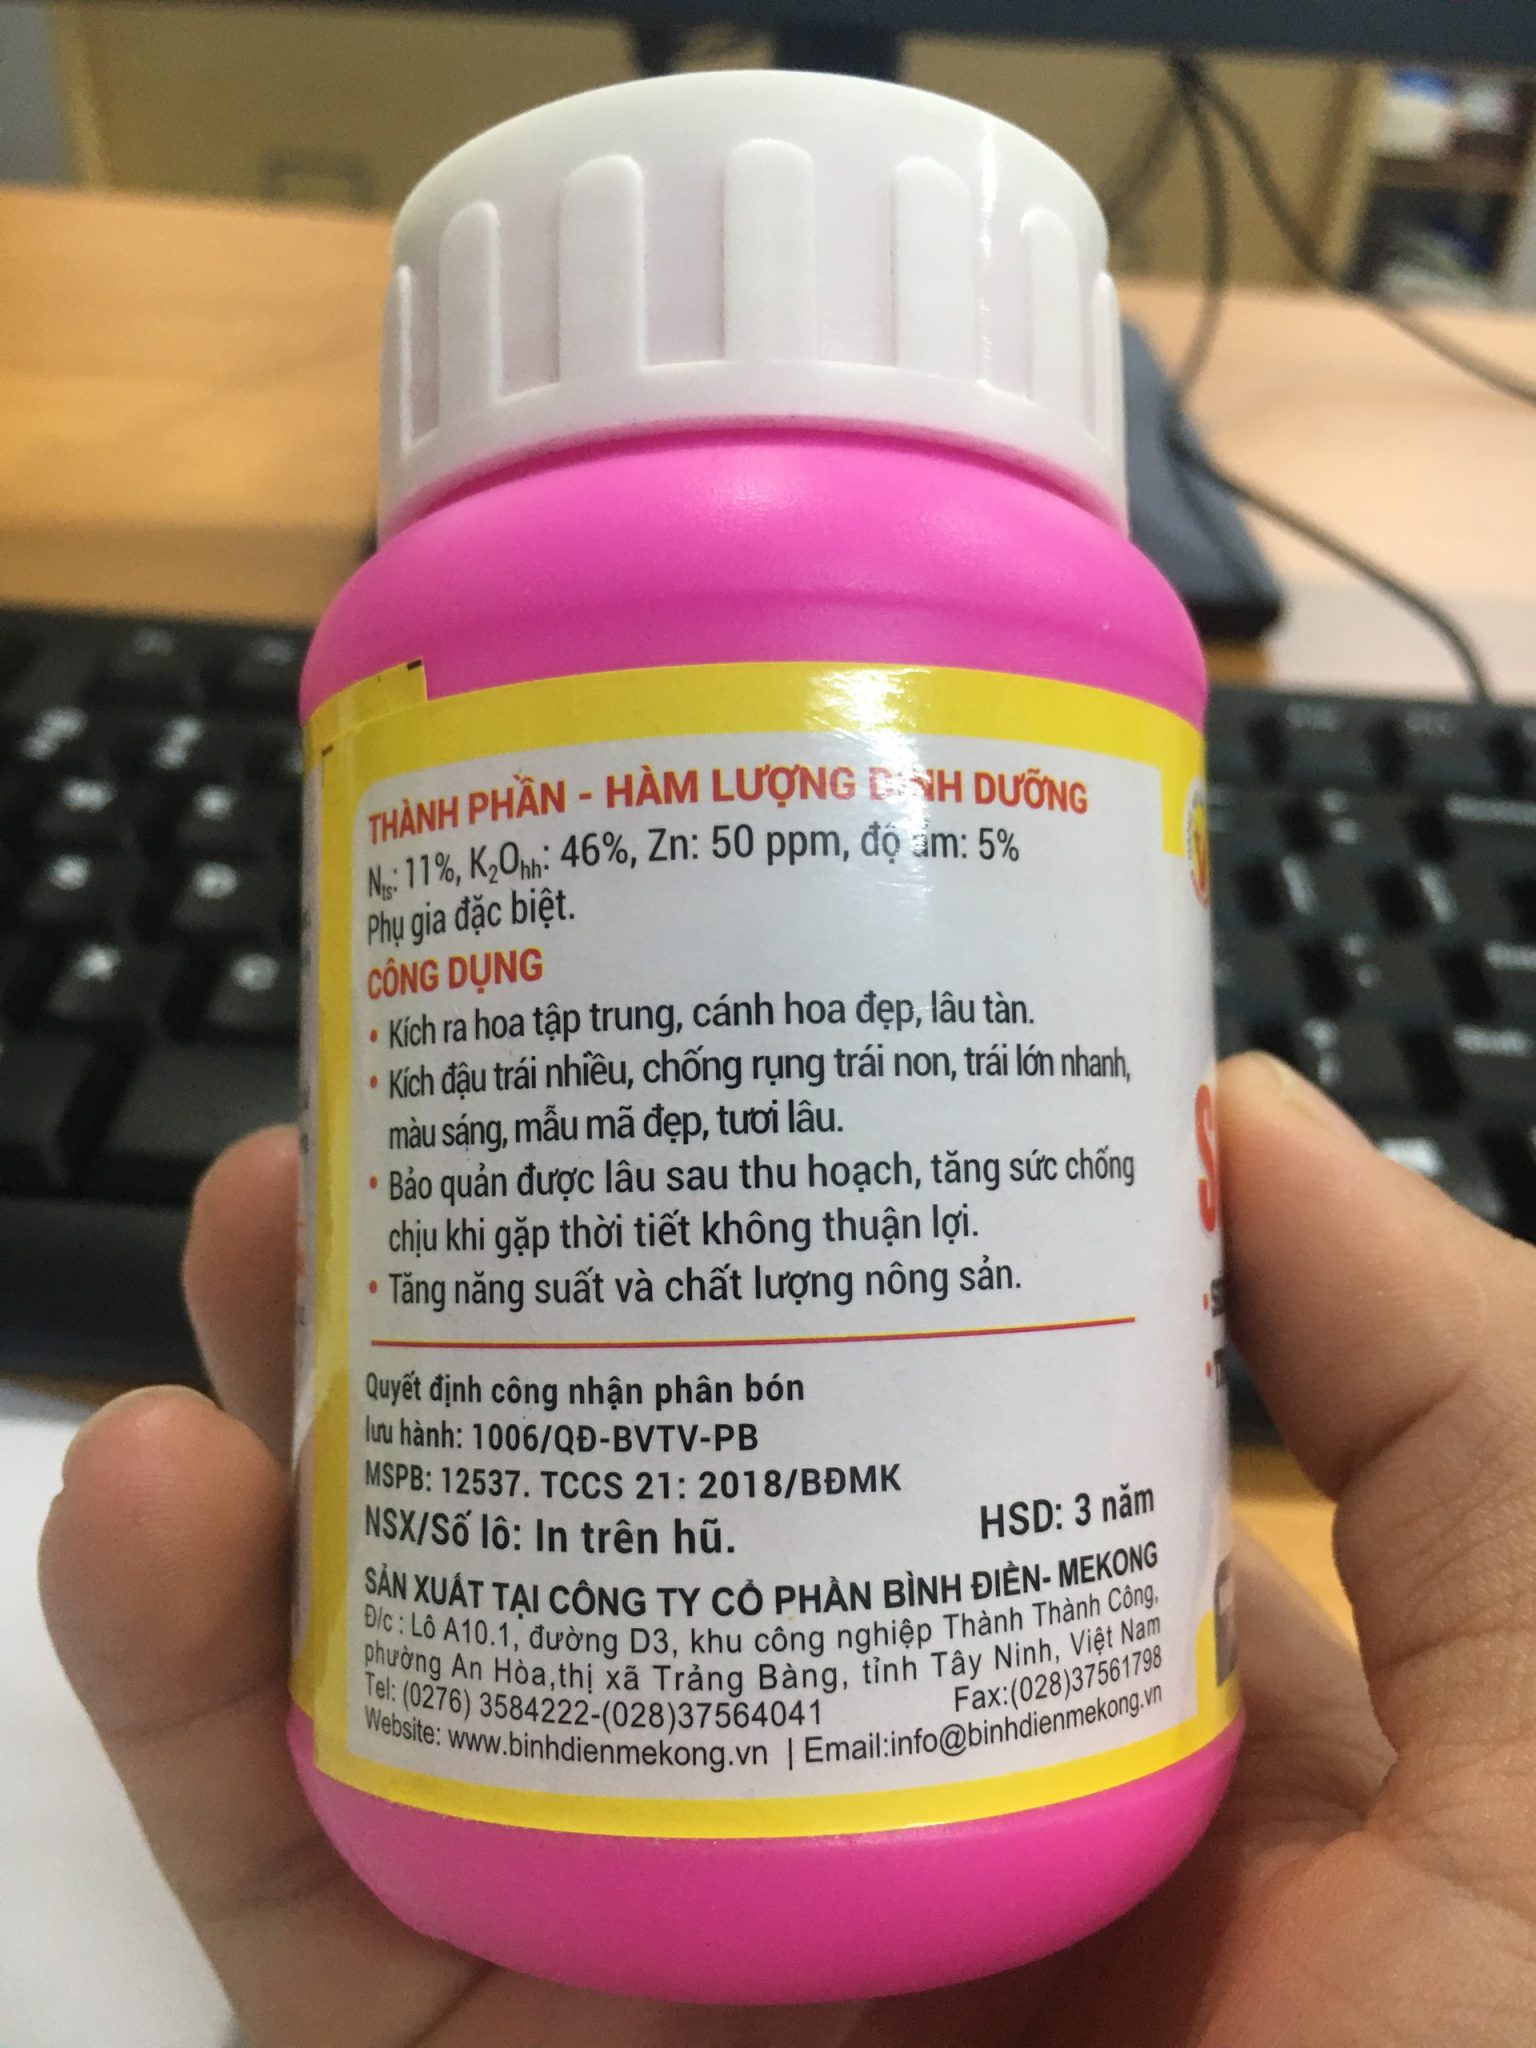 THÀNH PHẦN - HÀM LƯỢNG DINH DƯỠNG
Nts: 11%, K2Ohh: 46%, Zn: 50 ppm, độ ẩm: 5%
Phụ gia đặc biệt.
CÔNG DỤNG
• Kích ra hoa tập trung, cánh hoa đẹp, lâu tàn.
• Kích đậu trái nhiều, chống rụng trái non, trái lớn nhanh,
màu sáng, mẫu mã đẹp, tươi lâu.
• Bảo quản được lâu sau thu hoạch, tăng sức chống
chịu khi gặp thời tiết không thuận lợi.
• Tăng năng suất và chất lượng nông sản.
Quyết định công nhận phân bón
lưu hành: 1006/QĐ-BVTV-PB
MSPB: 12537. TCCS 21: 2018/BĐMK
NSX/Số lô: In trên hũ. HSD: 3 năm
SẢN XUẤT TẠI CÔNG TY CỔ PHẦN BÌNH ĐIỀN- MEKONG
Đ/c : Lô A10.1, đường D3, khu công nghiệp Thành Thành Công,
phường An Hòa,thị xã Trảng Bàng, tỉnh Tây Ninh, Việt Nam
Tel: (0276) 3584222-(028)37564041 Fax:(028)37561798
Website: www.binhdienmekong.vn | Email:info@binhdienmekong.vn